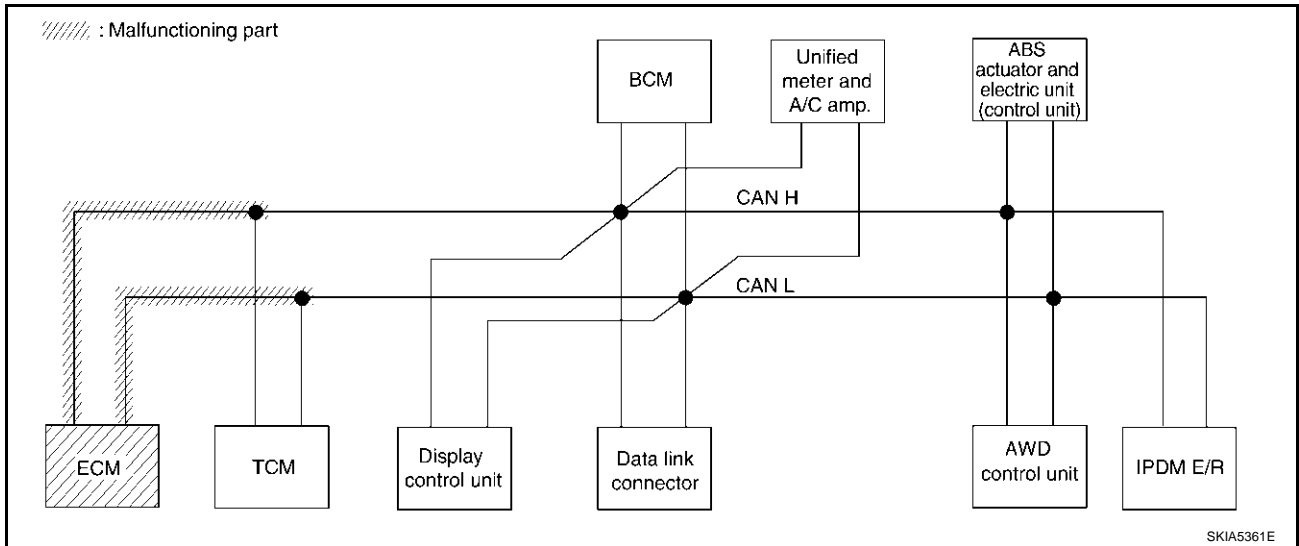 : Malfunctioning part
BCM
Unified
meter and
A/C amp.
ABS
actuator and
electric unit
(control unit)
CAN H
CAN L
ECM
TCM
Display
control unit
Data link
connector
AWD
control unit
IPDM E/R
SKIA5361E